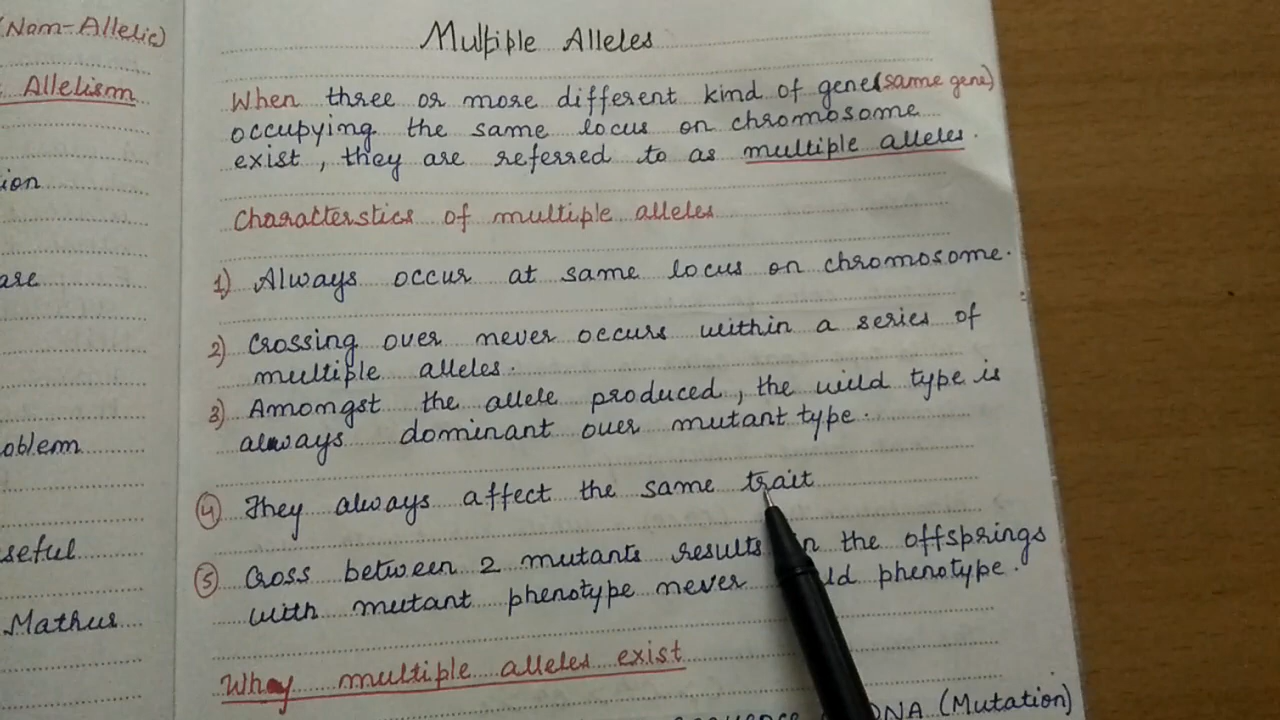 (Non-Allelic)
Allelism
ion
are
oblem
seful
Mathur
Multiple Alleles
When three or more different kind of gene (same gene)
occupying the same locus on chromosome
exist, they are referred to as multiple alleles.
Characterstics of multiple alleles
1) Always occur at same locus on chromosome.
2) Crossing over never occurs within a series of
multiple alleles.
3) Amongst the allele produced, the wild type is
always dominant over mutant type.
4) They always affect the same trait
5) Cross between 2 mutants results in the offsprings
with mutant phenotype never ld phenotype.
Why multiple alleles exist
DNA (Mutation)